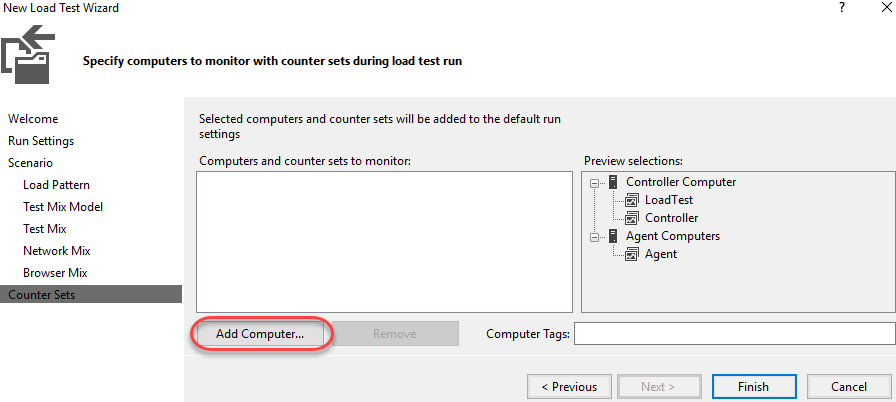 New Load Test Wizard
Specify computers to monitor with counter sets during load test run
Welcome
Run Settings
Scenario
Load Pattern
Test Mix Model
Test Mix
Network Mix
Browser Mix
Counter Sets
Selected computers and counter sets will be added to the default run
settings
Computers and counter sets to monitor:
Preview selections:
Controller Computer
LoadTest
Controller
Agent Computers
Agent
Add Computer...
Remove
Computer Tags:
< Previous
Next >
Finish
Cancel